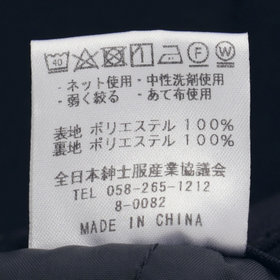 40 F W
・ネット使用 ・中性洗剤使用
・弱く絞る ・あて布使用
表地 ポリエステル 100%
裏地 ポリエステル 100%
全日本紳士服産業協議会
TEL 058-265-1212
8-0082
MADE IN CHINA